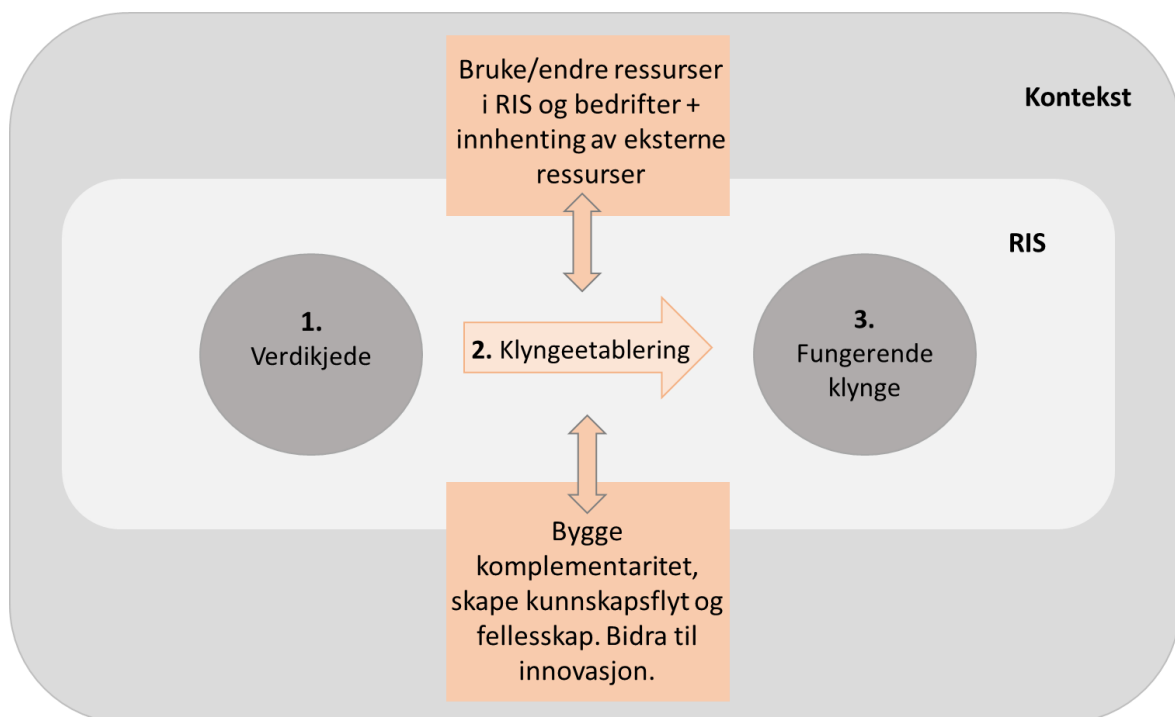 Bruke/endre ressurser
i RIS og bedrifter +
innhenting av eksterne
ressurser
Kontekst
RIS
1.
Verdikjede
2. Klyngeetablering
3.
Fungerende
klynge
Bygge
komplementaritet,
skape kunnskapsflyt og
fellesskap. Bidra til
innovasjon.